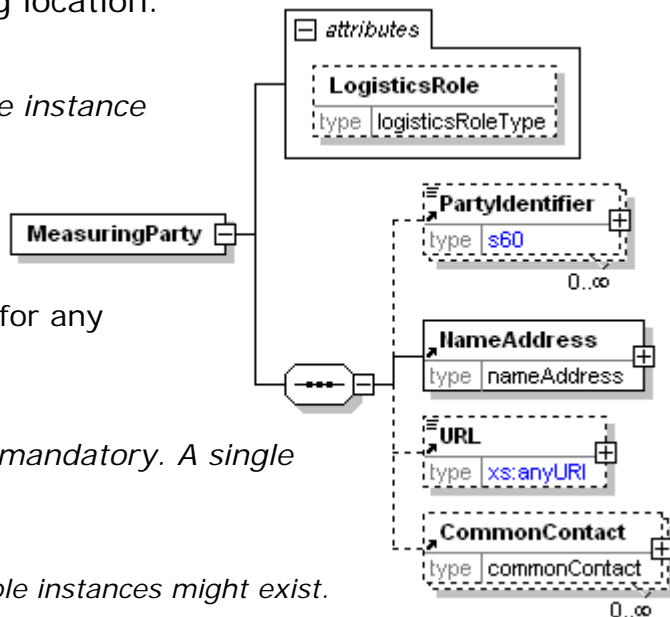 g location.
e instance
for any
mandatory. A single
ple instances might exist.
attributes
LogisticsRole
type logisticsRoleType
MeasuringParty
PartyIdentifier
type s60
0..∞
NameAddress
type nameAddress
URL
type xs:anyURI
CommonContact
type commonContact
0..∞